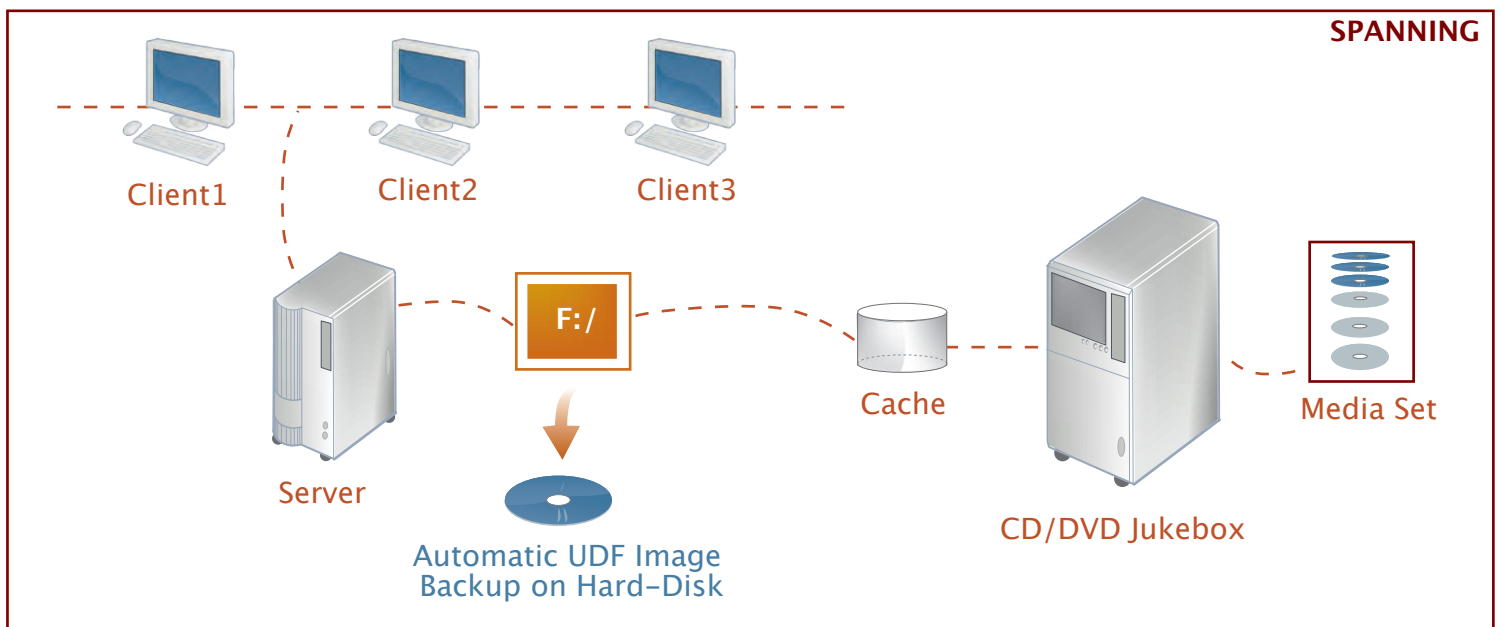 SPANNING
Client1
Client2
Client3
F:/
Cache
Media Set
Server
CD/DVD Jukebox
Automatic UDF Image
Backup on Hard-Disk